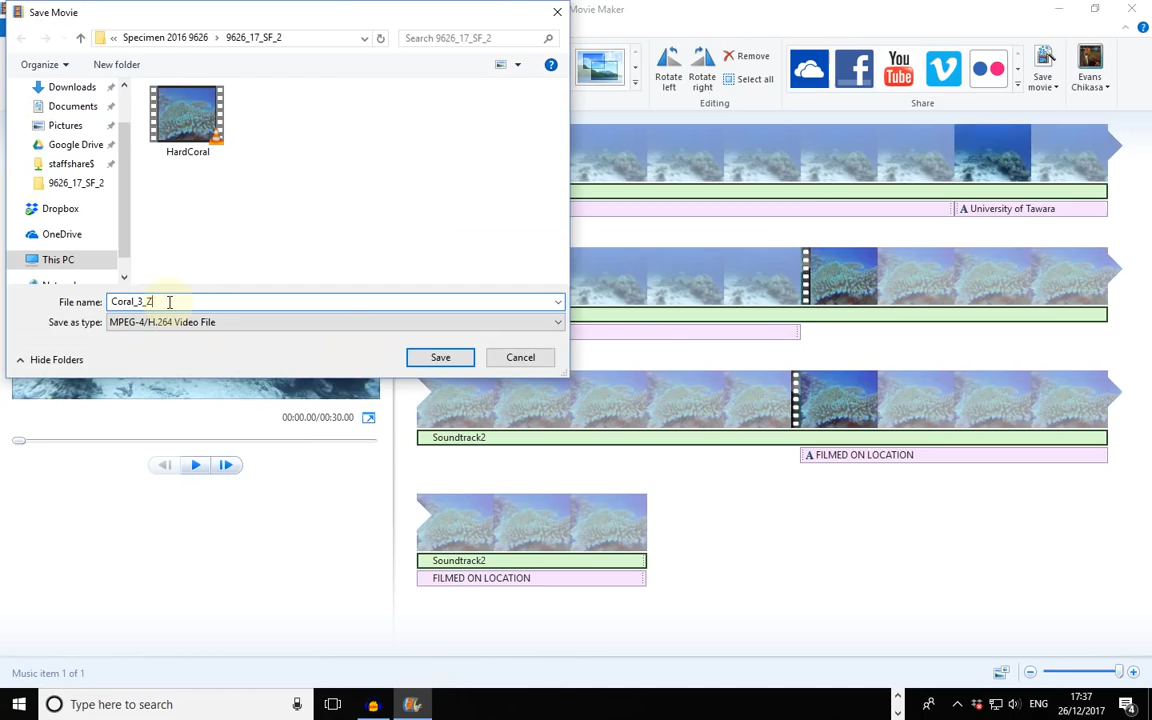 Save Movie
Movie Maker
« Specimen 2016 9626 › 9626_17_SF_2
Search 9626_17_SF_2
Organize
New folder
Downloads
Documents
Pictures
Google Drive
staffshare$
9626_17_SF_2
Dropbox
OneDrive
This PC
HardCoral
File name: Coral_3_Z
Save as type: MPEG-4/H.264 Video File
Hide Folders
Save
Cancel
Rotate left
Rotate right
Remove
Select all
Editing
You Tube
Share
Save movie
Evans Chikasa
A University of Tawara
Soundtrack2
A FILMED ON LOCATION
Soundtrack2
FILMED ON LOCATION
00:00.00/00:30.00
Music item 1 of 1
Type here to search
ENG
17:37
26/12/2017
4